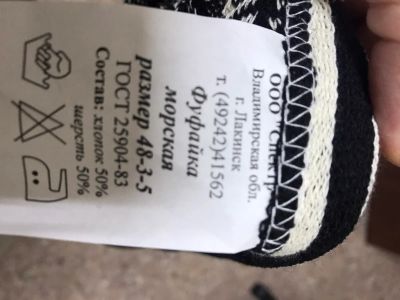 ООО "Спектр"
Владимирская обл.
г. Лакинск
т. (49242)41562
Фуфайка
морская
размер 48-3-5
ГОСТ 25904-83
Состав: хлопок 50%
шерсть 50%